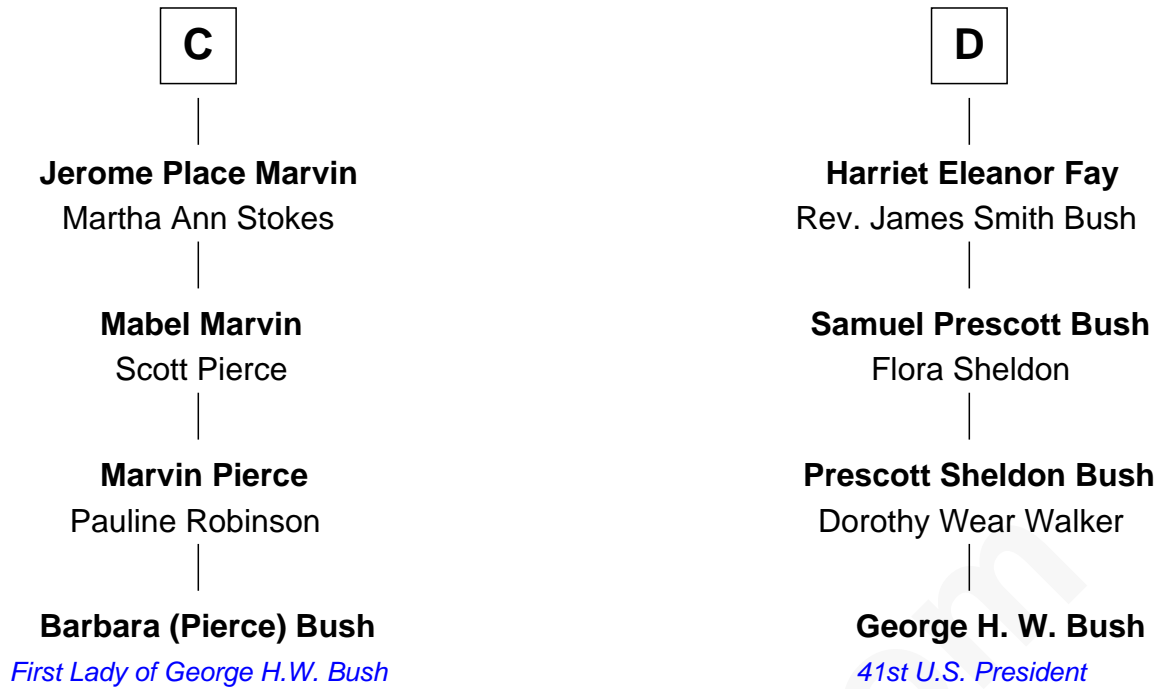 C
Jerome Place Marvin
Martha Ann Stokes
Mabel Marvin
Scott Pierce
Marvin Pierce
Pauline Robinson
Barbara (Pierce) Bush
First Lady of George H.W. Bush
D
Harriet Eleanor Fay
Rev. James Smith Bush
Samuel Prescott Bush
Flora Sheldon
Prescott Sheldon Bush
Dorothy Wear Walker
George H. W. Bush
41st U.S. President